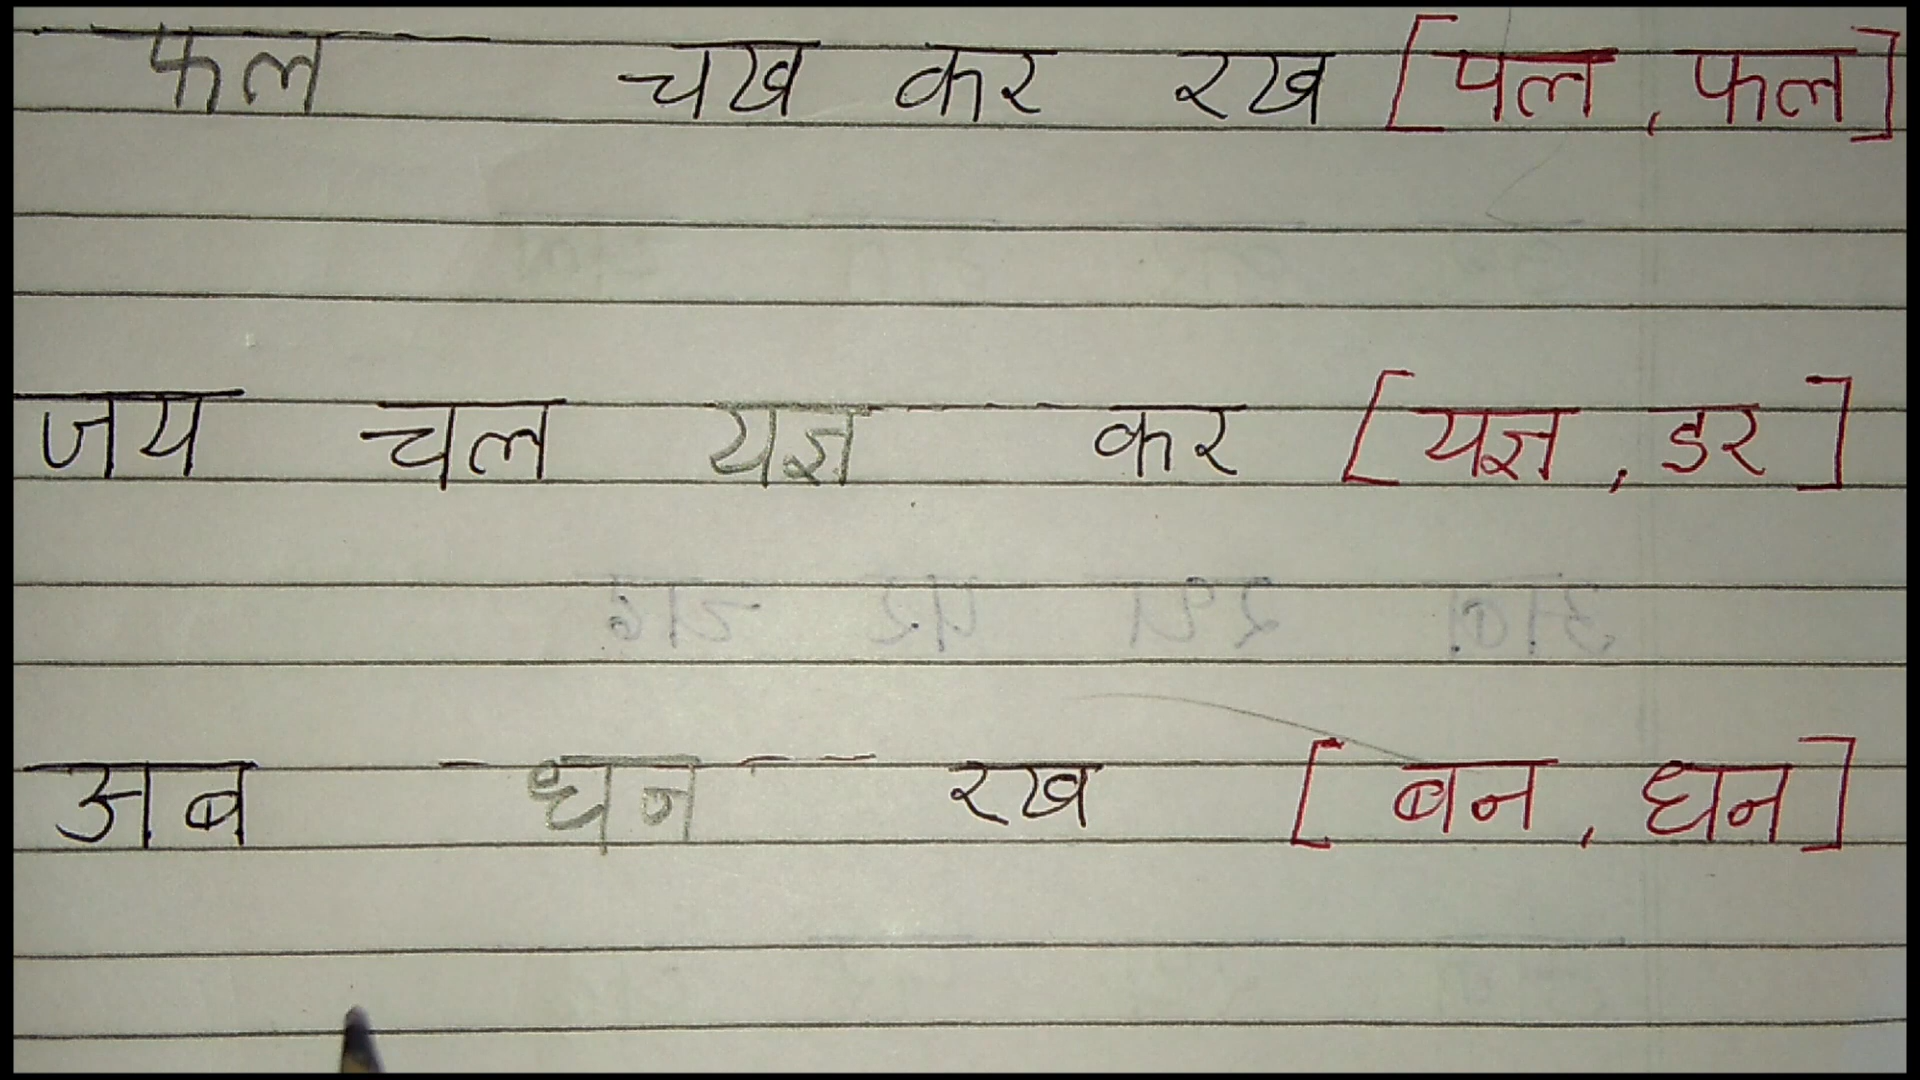 फल चख कर रख [पल, फल]
जय चल यज्ञ कर [यज्ञ, डर]
अब धन रख [बन, धन]